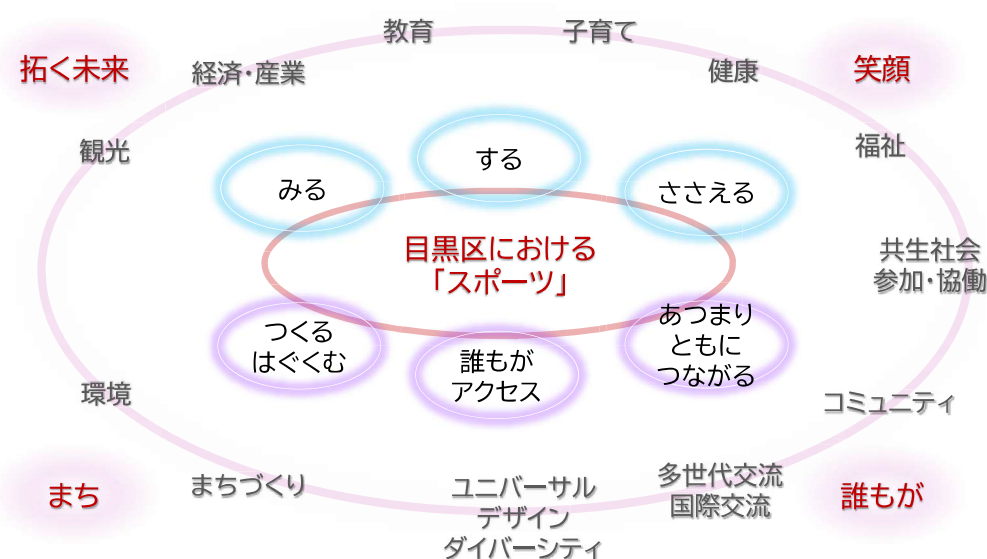 教育
子育て
拓く未来
経済・産業
健康
笑顔
観光
福祉
する
みる
ささえる
目黒区における
「スポーツ」
共生社会
参加・協働
つくる
はぐくむ
誰もが
アクセス
あつまり
ともに
つながる
環境
コミュニティ
まち
まちづくり
ユニバーサル
デザイン
ダイバーシティ
多世代交流
国際交流
誰もが